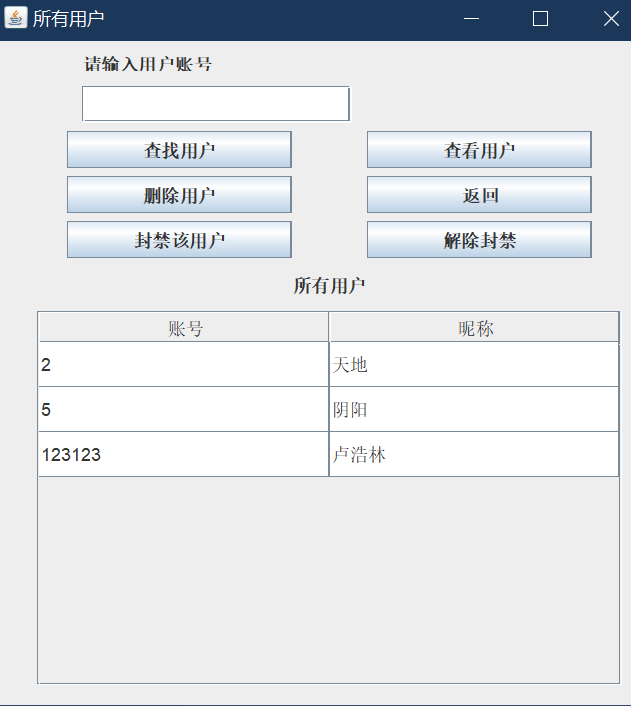 所有用户
请输入用户账号
查找用户 查看用户
删除用户 返回
封禁该用户 解除封禁
所有用户
账号 昵称
2 天地
5 阴阳
123123 卢浩林